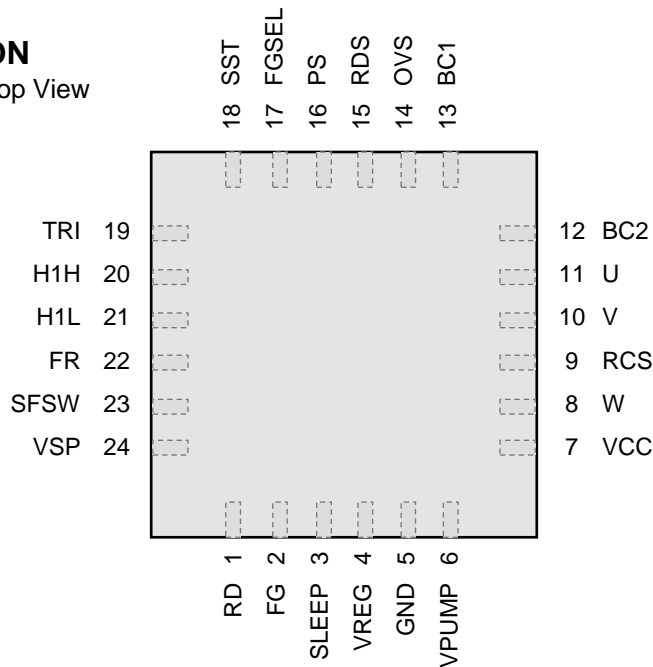 ON
op View
18 SST
17 FGSEL
16 PS
15 RDS
14 OVS
13 BC1
TRI 19
H1H 20
H1L 21
FR 22
SFSW 23
VSP 24
12 BC2
11 U
10 V
9 RCS
8 W
7 VCC
RD 1
FG 2
SLEEP 3
VREG 4
GND 5
VPUMP 6